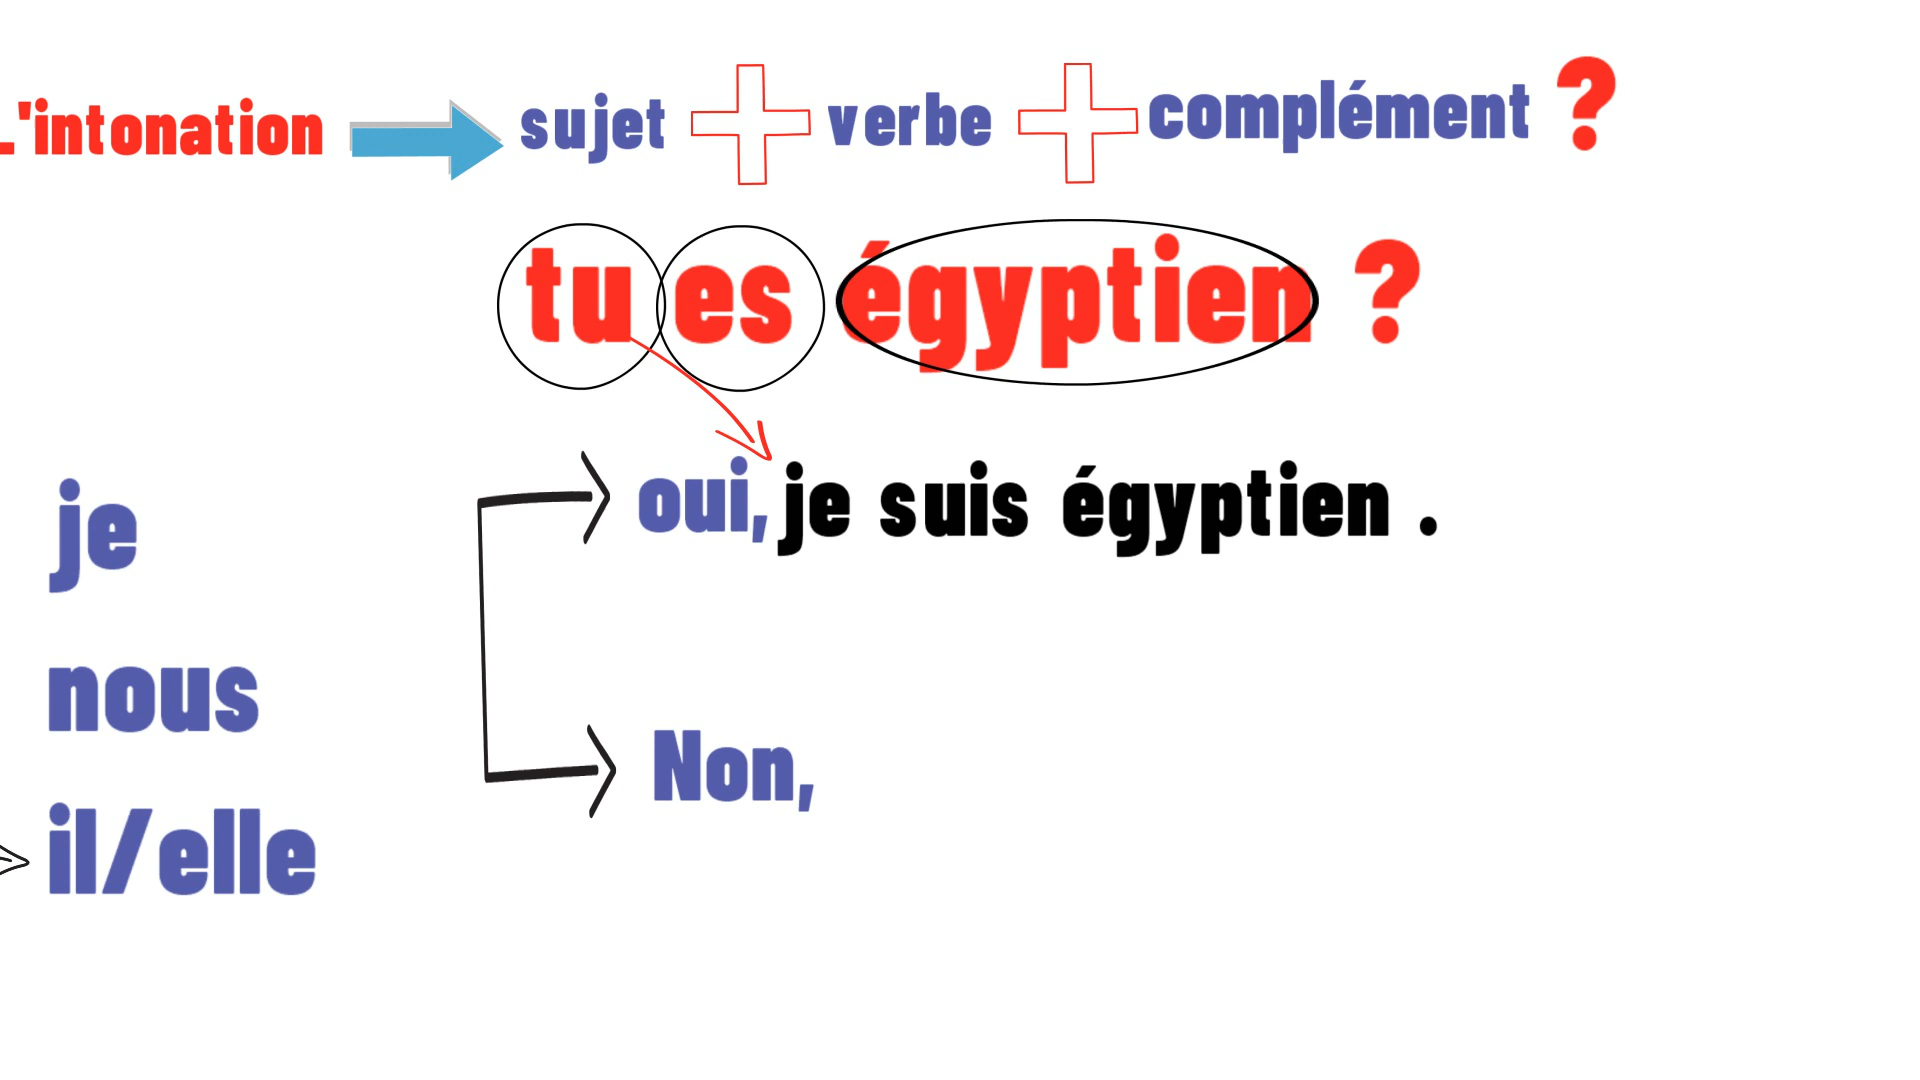 L'intonation sujet + verbe + complément ?
tu es égyptien ?
oui, je suis égyptien .
je
nous
Non,
il/elle